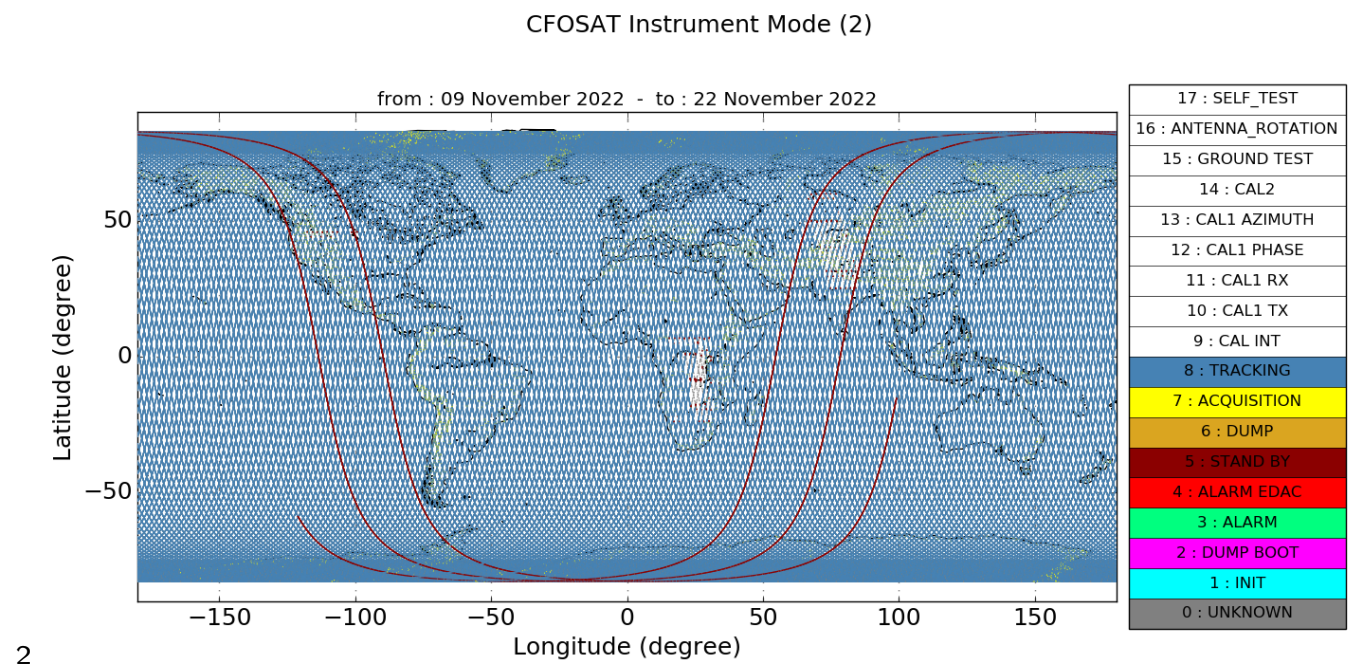 CFOSAT Instrument Mode (2)
from : 09 November 2022  -  to : 22 November 2022
17 : SELF_TEST
16 : ANTENNA_ROTATION
15 : GROUND TEST
14 : CAL2
13 : CAL1 AZIMUTH
12 : CAL1 PHASE
11 : CAL1 RX
10 : CAL1 TX
9 : CAL INT
8 : TRACKING
7 : ACQUISITION
6 : DUMP
5 : STAND BY
4 : ALARM EDAC
3 : ALARM
2 : DUMP BOOT
1 : INIT
0 : UNKNOWN
Latitude (degree)
50
0
−50
−150
−100
−50
0
50
100
150
Longitude (degree)
2